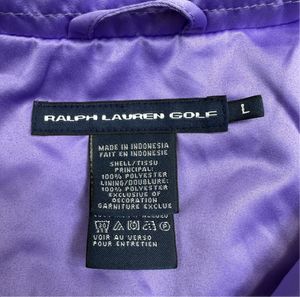 RALPH LAUREN GOLF
L
MADE IN INDONESIA
FAIT EN INDONESIE
SHELL/TISSU
PRINCIPAL:
100% POLYESTER
LINING/DOUBLURE:
100% POLYESTER
EXCLUSIVE OF
DECORATION
GARNITURE EXCLUE
NEEDED
VOIR AU VERSO
POUR ENTRETIEN